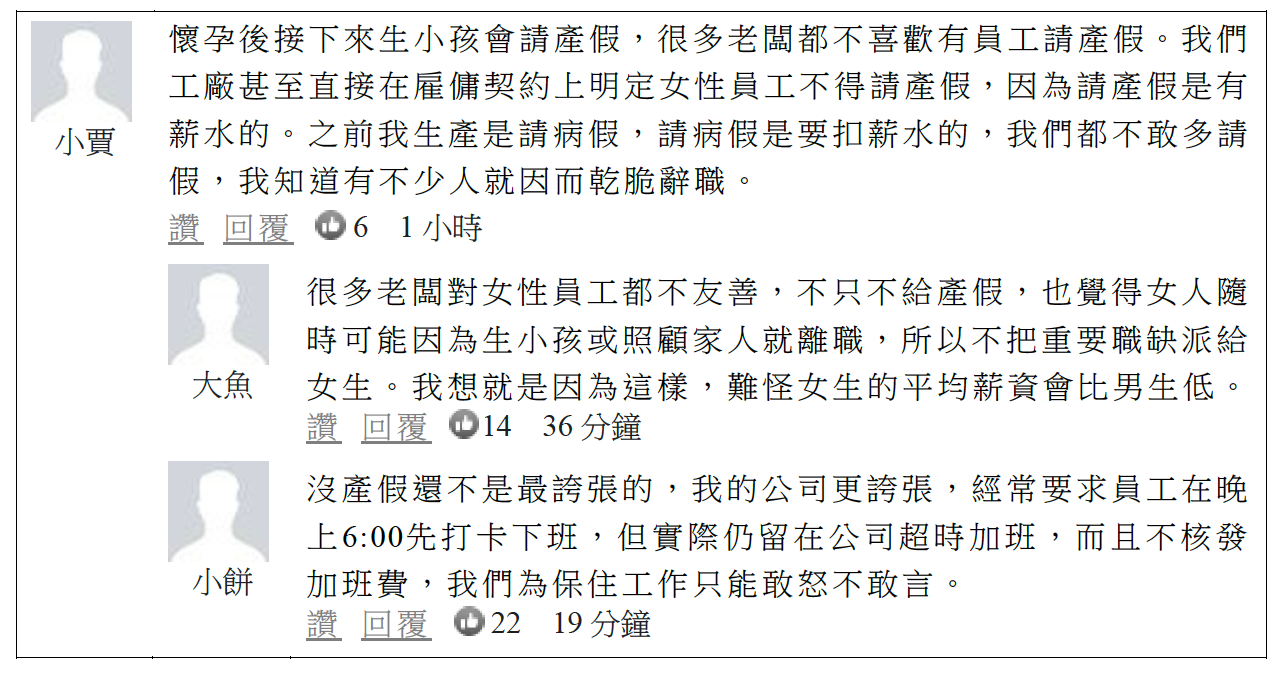 懷孕後接下來生小孩會請產假，很多老闆都不喜歡有員工請產假。我們
工廠甚至直接在雇傭契約上明定女性員工不得請產假，因為請產假是有
薪水的。之前我生產是請病假，請病假是要扣薪水的，我們都不敢多請
假，我知道有不少人就因而乾脆辭職。
小賈
讚 回覆 6 1 小時
很多老闆對女性員工都不友善，不只不給產假，也覺得女人隨
時可能因為生小孩或照顧家人就離職，所以不把重要職缺派給
女生。我想就是因為這樣，難怪女生的平均薪資會比男生低。
大魚
讚 回覆 14 36 分鐘
沒產假還不是最誇張的，我的公司更誇張，經常要求員工在晚
上6:00先打卡下班，但實際仍留在公司超時加班，而且不核發
加班費，我們為保住工作只能敢怒不敢言。
小餅
讚 回覆 22 19 分鐘